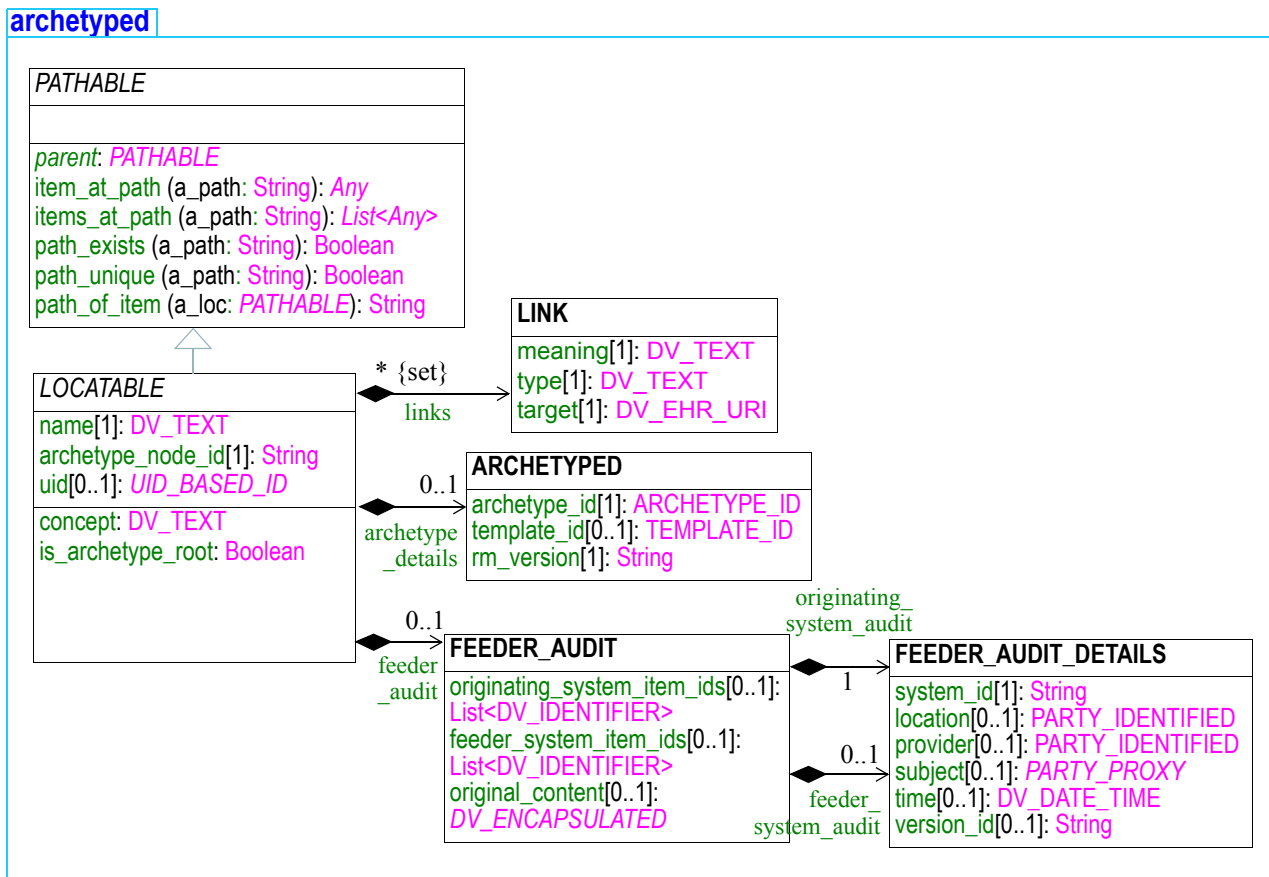 archetyped
PATHABLE
parent: PATHABLE
item_at_path (a_path: String): Any
items_at_path (a_path: String): List<Any>
path_exists (a_path: String): Boolean
path_unique (a_path: String): Boolean
path_of_item (a_loc: PATHABLE): String
LOCATABLE
name[1]: DV_TEXT
archetype_node_id[1]: String
uid[0..1]: UID_BASED_ID
concept: DV_TEXT
is_archetype_root: Boolean
* {set}
links
LINK
meaning[1]: DV_TEXT
type[1]: DV_TEXT
target[1]: DV_EHR_URI
0..1
archetype
_details
ARCHETYPED
archetype_id[1]: ARCHETYPE_ID
template_id[0..1]: TEMPLATE_ID
rm_version[1]: String
0..1
feeder
_audit
FEEDER_AUDIT
originating_system_item_ids[0..1]:
List<DV_IDENTIFIER>
feeder_system_item_ids[0..1]:
List<DV_IDENTIFIER>
original_content[0..1]:
DV_ENCAPSULATED
originating_
system_audit
1
0..1
feeder_
system_audit
FEEDER_AUDIT_DETAILS
system_id[1]: String
location[0..1]: PARTY_IDENTIFIED
provider[0..1]: PARTY_IDENTIFIED
subject[0..1]: PARTY_PROXY
time[0..1]: DV_DATE_TIME
version_id[0..1]: String